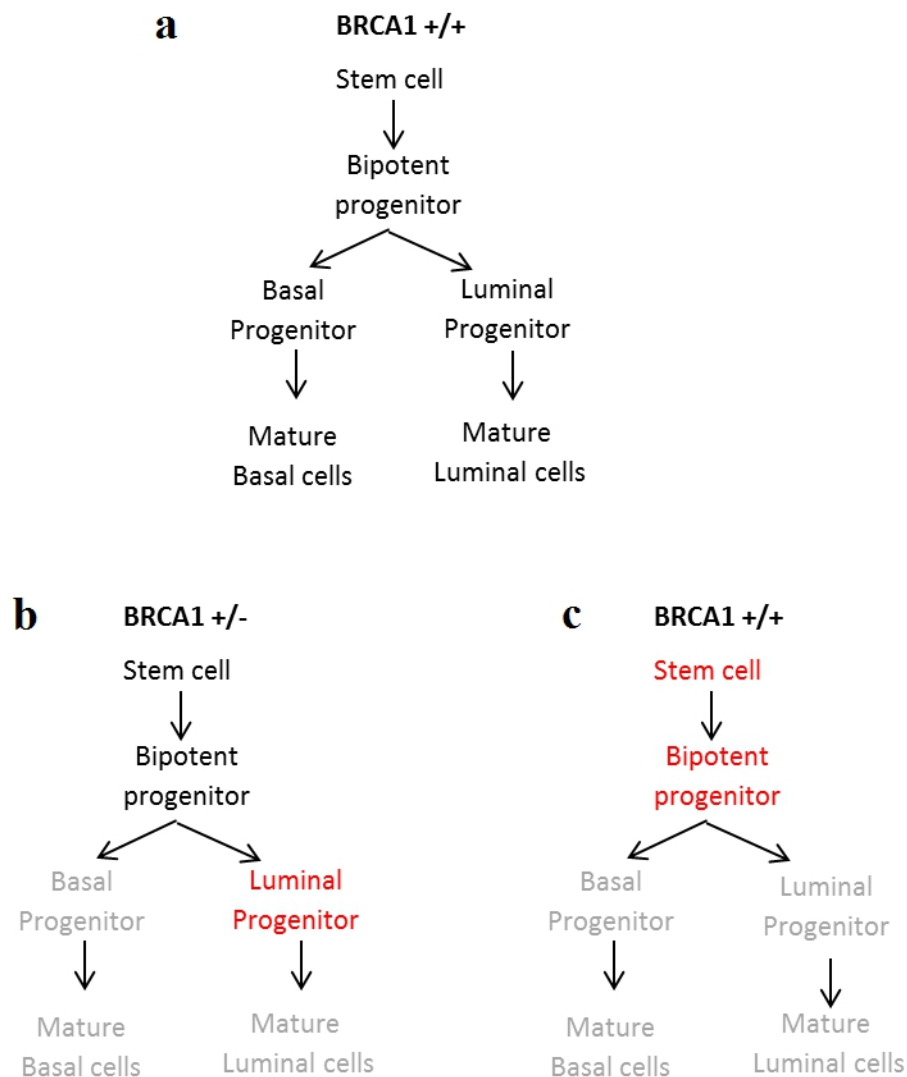 a BRCA1 +/+
Stem cell
Bipotent
progenitor
Basal
Progenitor
Luminal
Progenitor
Mature
Basal cells
Mature
Luminal cells
b BRCA1 +/-
Stem cell
Bipotent
progenitor
Basal
Progenitor
Luminal
Progenitor
Mature
Basal cells
Mature
Luminal cells
c BRCA1 +/+
Stem cell
Bipotent
progenitor
Basal
Progenitor
Luminal
Progenitor
Mature
Basal cells
Mature
Luminal cells